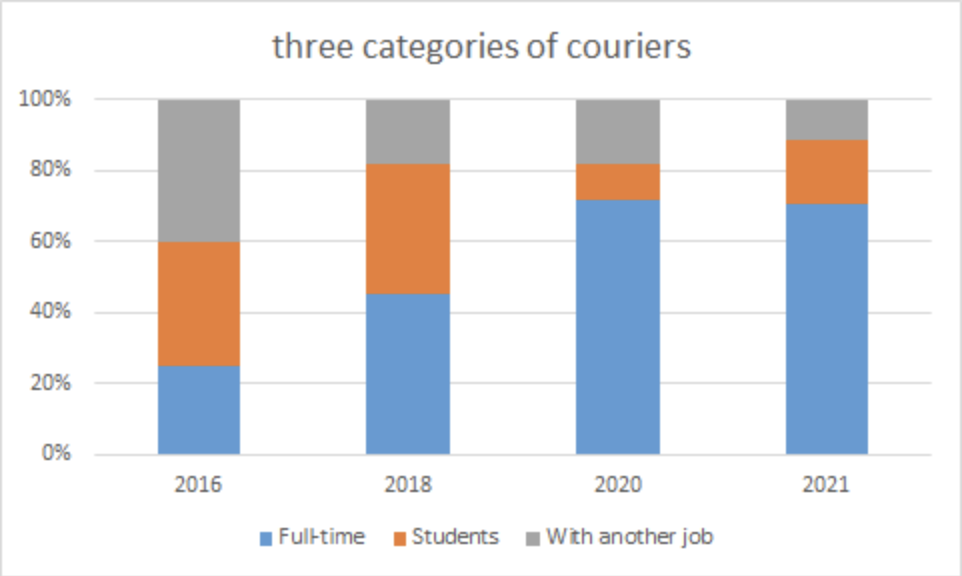 three categories of couriers
100%
80%
60%
40%
20%
0%
2016 2018 2020 2021
Full-time Students With another job